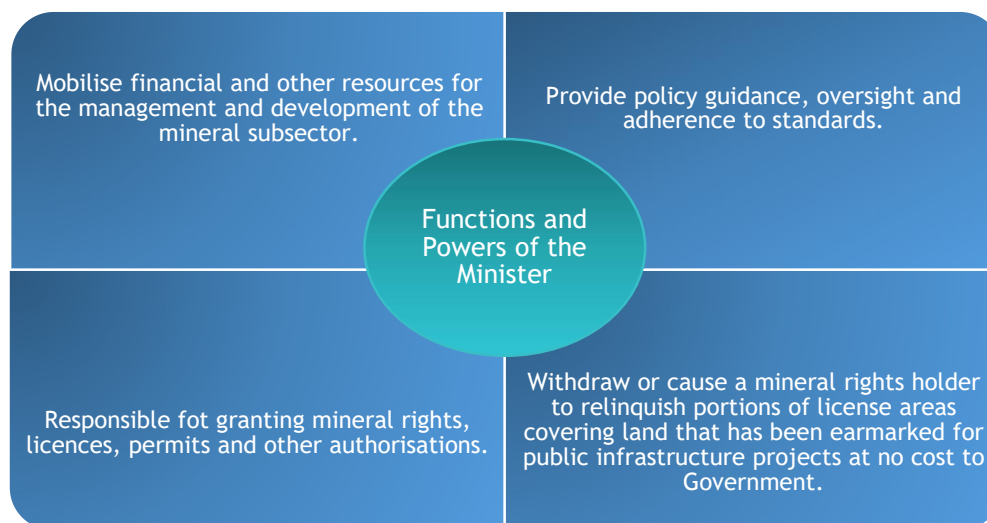 Mobilise financial and other resources for
the management and development of the
mineral subsector.
Provide policy guidance, oversight and
adherence to standards.
Functions and
Powers of the
Minister
Responsible fot granting mineral rights,
licences, permits and other authorisations.
Withdraw or cause a mineral rights holder
to relinquish portions of license areas
covering land that has been earmarked for
public infrastructure projects at no cost to
Government.